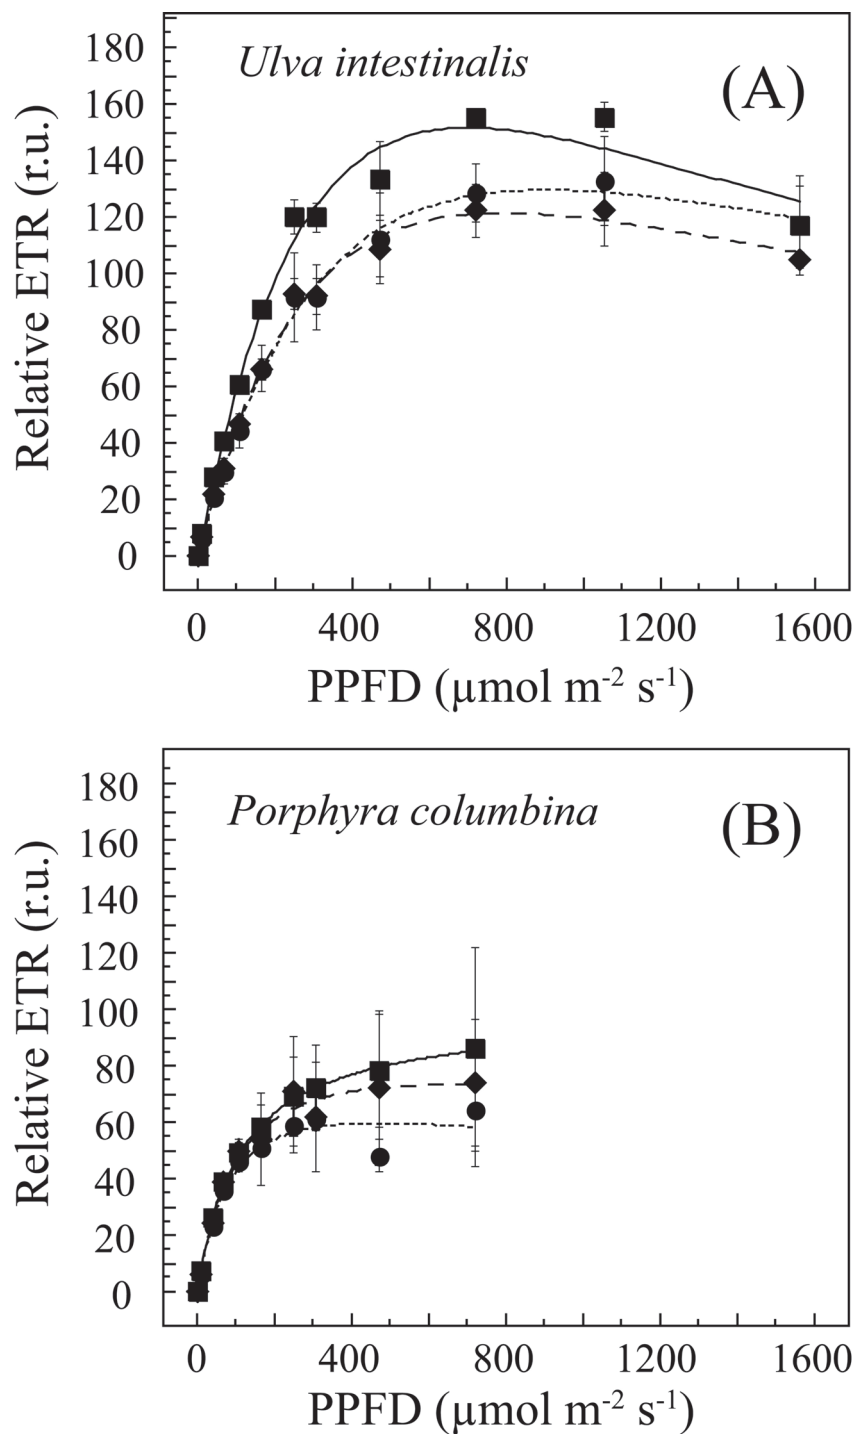 Ulva intestinalis
(A)
180
160
140
120
100
80
60
40
20
0
Relative ETR (r.u.)
0 400 800 1200 1600
PPFD (µmol m-2 s-1)
Porphyra columbina
(B)
180
160
140
120
100
80
60
40
20
0
Relative ETR (r.u.)
0 400 800 1200 1600
PPFD (µmol m-2 s-1)